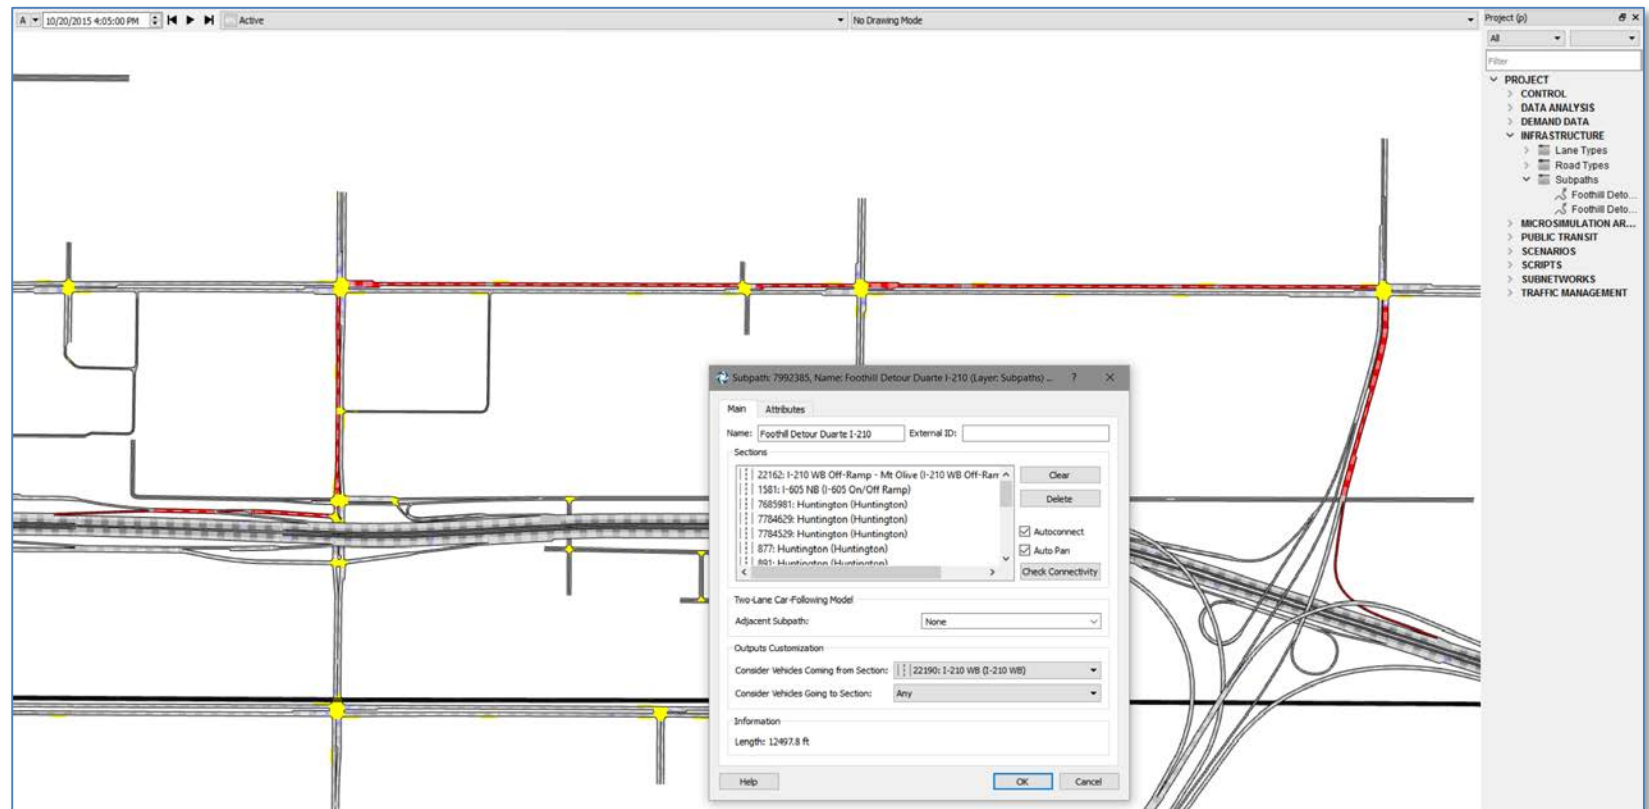 A 10/20/2015 4:05:00 PM Active No Drawing Mode
Project (p)
All
Filter
PROJECT
CONTROL
DATA ANALYSIS
DEMAND DATA
INFRASTRUCTURE
Lane Types
Road Types
Subpaths
Foothill Deto...
Foothill Deto...
MICROSIMULATION AR...
PUBLIC TRANSIT
SCENARIOS
SCRIPTS
SUBNETWORKS
TRAFFIC MANAGEMENT
Subpath: 7992385, Name: Foothill Detour Duarte I-210 (Layer: Subpaths) ... ?
Main Attributes
Name: Foothill Detour Duarte I-210 External ID:
Sections
22162: I-210 WB Off-Ramp - Mt Olive (I-210 WB Off-Ram Clear
1581: I-605 NB (I-605 On/Off Ramp)
Delete
7685981: Huntington (Huntington)
7784629: Huntington (Huntington)
7784529: Huntington (Huntington) Autoconnect
877: Huntington (Huntington) Auto Pan
891: Huntington (Huntington)
Check Connectivity
Two-Lane Car-Following Model
Adjacent Subpath: None
Outputs Customization
Consider Vehicles Coming from Section: 22190: I-210 WB (I-210 WB)
Consider Vehicles Going to Section: Any
Information
Length: 12497.8 ft
Help OK Cancel